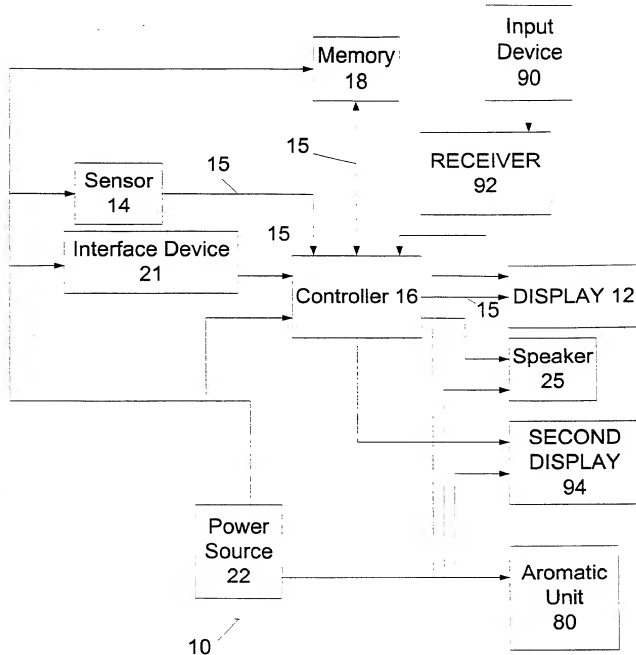 Memory
18
Input
Device
90
15
15
RECEIVER
92
Sensor
14
15
Interface Device
21
Controller 16
DISPLAY 12
15
Speaker
25
SECOND
DISPLAY
94
Power
Source
22
Aromatic
Unit
80
10